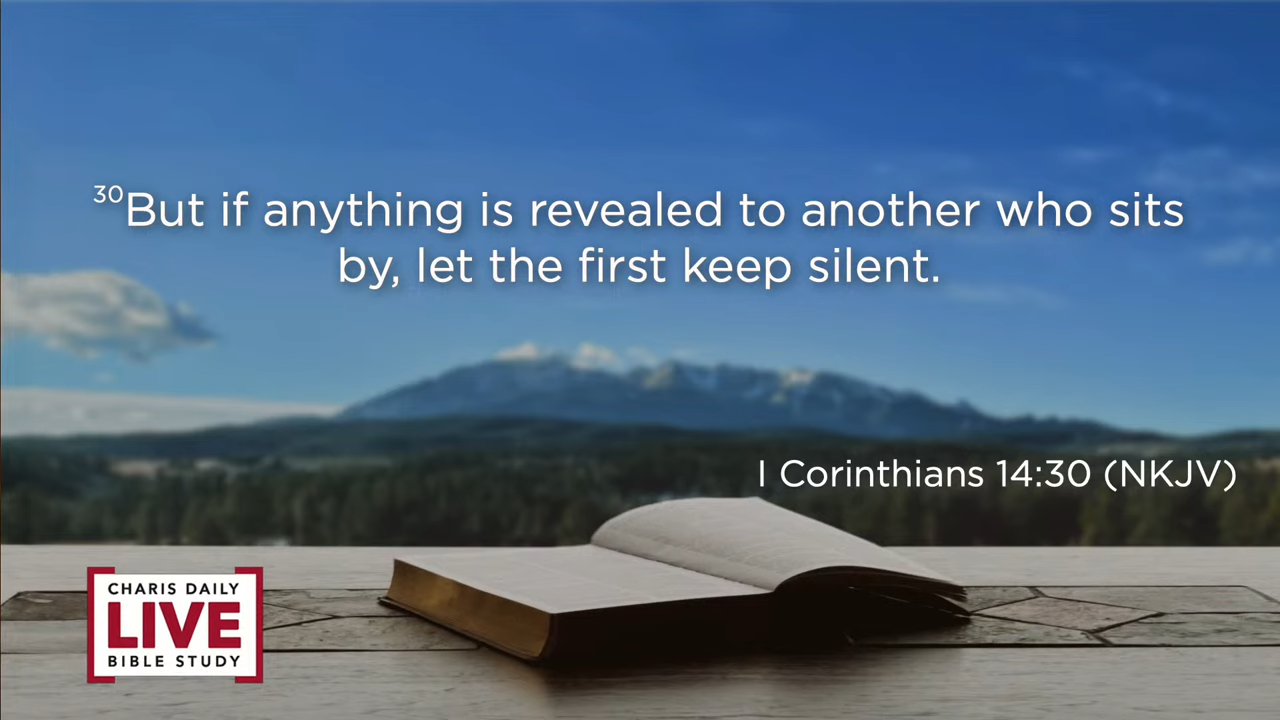 30But if anything is revealed to another who sits
by, let the first keep silent.
I Corinthians 14:30 (NKJV)
CHARIS DAILY
LIVE
BIBLE STUDY